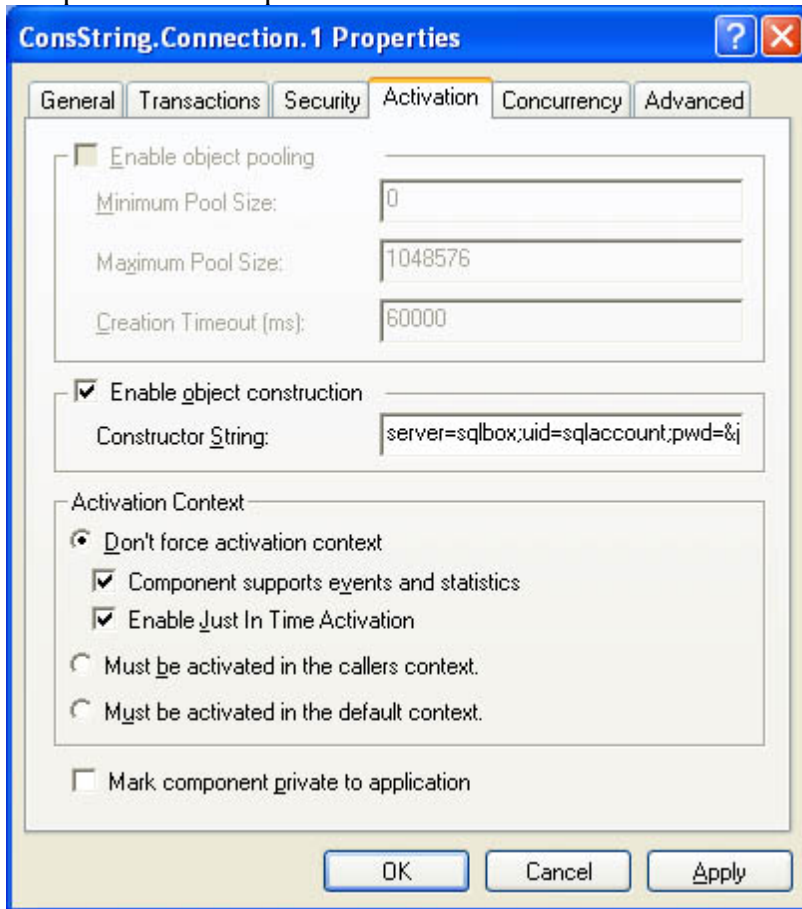 ConsString.Connection.1 Properties
General Transactions Security Activation Concurrency Advanced
Enable object pooling
Minimum Pool Size: 0
Maximum Pool Size: 1048576
Creation Timeout (ms): 60000
Enable object construction
Constructor String: server=sqlbox;uid=sqlaccount;pwd=&j
Activation Context
Don't force activation context
Component supports events and statistics
Enable Just In Time Activation
Must be activated in the callers context.
Must be activated in the default context.
Mark component private to application
OK Cancel Apply